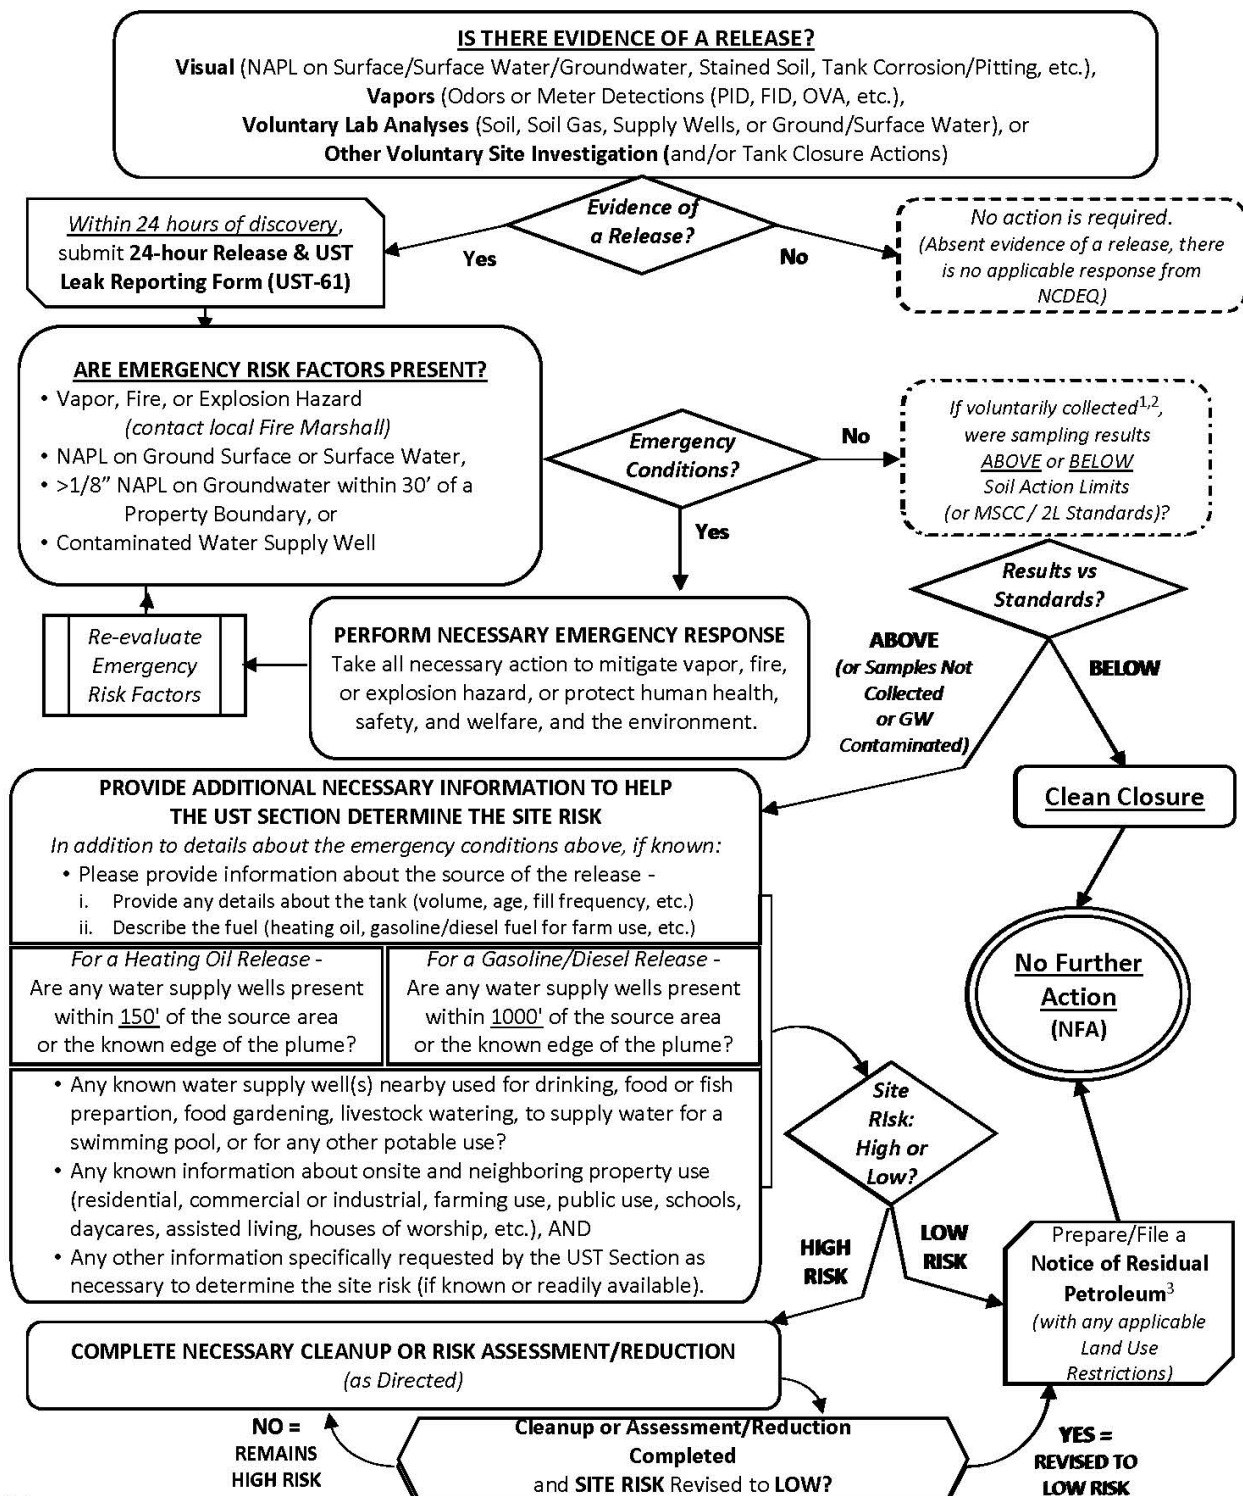 IS THERE EVIDENCE OF A RELEASE?
Visual (NAPL on Surface/Surface Water/Groundwater, Stained Soil, Tank Corrosion/Pitting, etc.),
Vapors (Odors or Meter Detections (PID, FID, OVA, etc.),
Voluntary Lab Analyses (Soil, Soil Gas, Supply Wells, or Ground/Surface Water), or
Other Voluntary Site Investigation (and/or Tank Closure Actions)
Evidence of
a Release?
Yes
No
Within 24 hours of discovery,
submit 24-hour Release & UST
Leak Reporting Form (UST-61)
No action is required.
(Absent evidence of a release, there
is no applicable response from
NCDEQ)
ARE EMERGENCY RISK FACTORS PRESENT?
• Vapor, Fire, or Explosion Hazard
(contact local Fire Marshall)
• NAPL on Ground Surface or Surface Water,
• >1/8” NAPL on Groundwater within 30’ of a
Property Boundary, or
• Contaminated Water Supply Well
Emergency
Conditions?
No
Yes
If voluntarily collected1,2,
were sampling results
ABOVE or BELOW
Soil Action Limits
(or MSCC / 2L Standards)?
Results vs
Standards?
Re-evaluate
Emergency
Risk Factors
PERFORM NECESSARY EMERGENCY RESPONSE
Take all necessary action to mitigate vapor, fire,
or explosion hazard, or protect human health,
safety, and welfare, and the environment.
ABOVE
(or Samples Not
Collected
or GW
Contaminated)
BELOW
Clean Closure
No Further
Action
(NFA)
PROVIDE ADDITIONAL NECESSARY INFORMATION TO HELP
THE UST SECTION DETERMINE THE SITE RISK
In addition to details about the emergency conditions above, if known:
• Please provide information about the source of the release -
i. Provide any details about the tank (volume, age, fill frequency, etc.)
ii. Describe the fuel (heating oil, gasoline/diesel fuel for farm use, etc.)
For a Heating Oil Release -
Are any water supply wells present
within 150' of the source area
or the known edge of the plume?
For a Gasoline/Diesel Release -
Are any water supply wells present
within 1000' of the source area
or the known edge of the plume?
• Any known water supply well(s) nearby used for drinking, food or fish
prepartion, food gardening, livestock watering, to supply water for a
swimming pool, or for any other potable use?
• Any known information about onsite and neighboring property use
(residential, commercial or industrial, farming use, public use, schools,
daycares, assisted living, houses of worship, etc.), AND
• Any other information specifically requested by the UST Section as
necessary to determine the site risk (if known or readily available).
Site
RIsk:
High or
Low?
HIGH
RISK
LOW
RISK
Prepare/File a
Notice of Residual
Petroleum3
(with any applicable
Land Use
Restrictions)
COMPLETE NECESSARY CLEANUP OR RISK ASSESSMENT/REDUCTION
(as Directed)
NO =
REMAINS
HIGH RISK
Cleanup or Assessment/Reduction
Completed
and SITE RISK Revised to LOW?
YES =
REVISED TO
LOW RISK